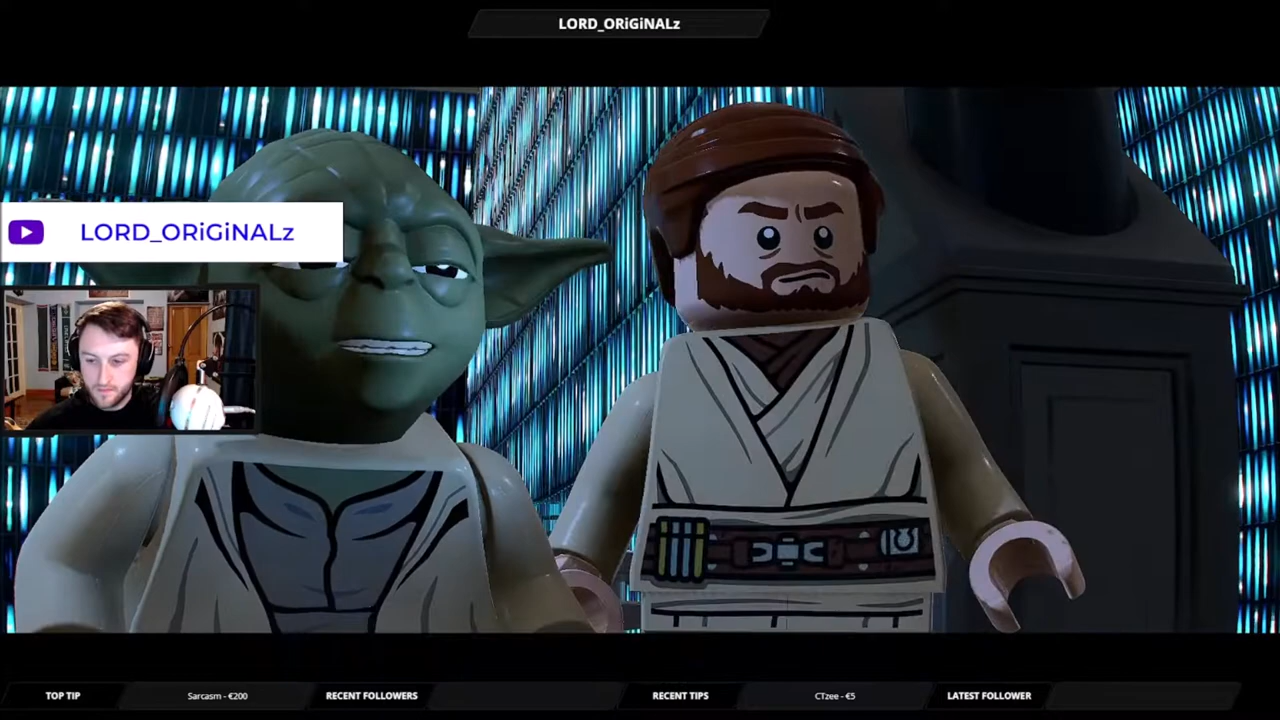 LORD_ORiGiNALz
LORD_ORiGiNALz
TOP TIP
Sarcasm - €200
RECENT FOLLOWERS
RECENT TIPS
CTzee - €5
LATEST FOLLOWER